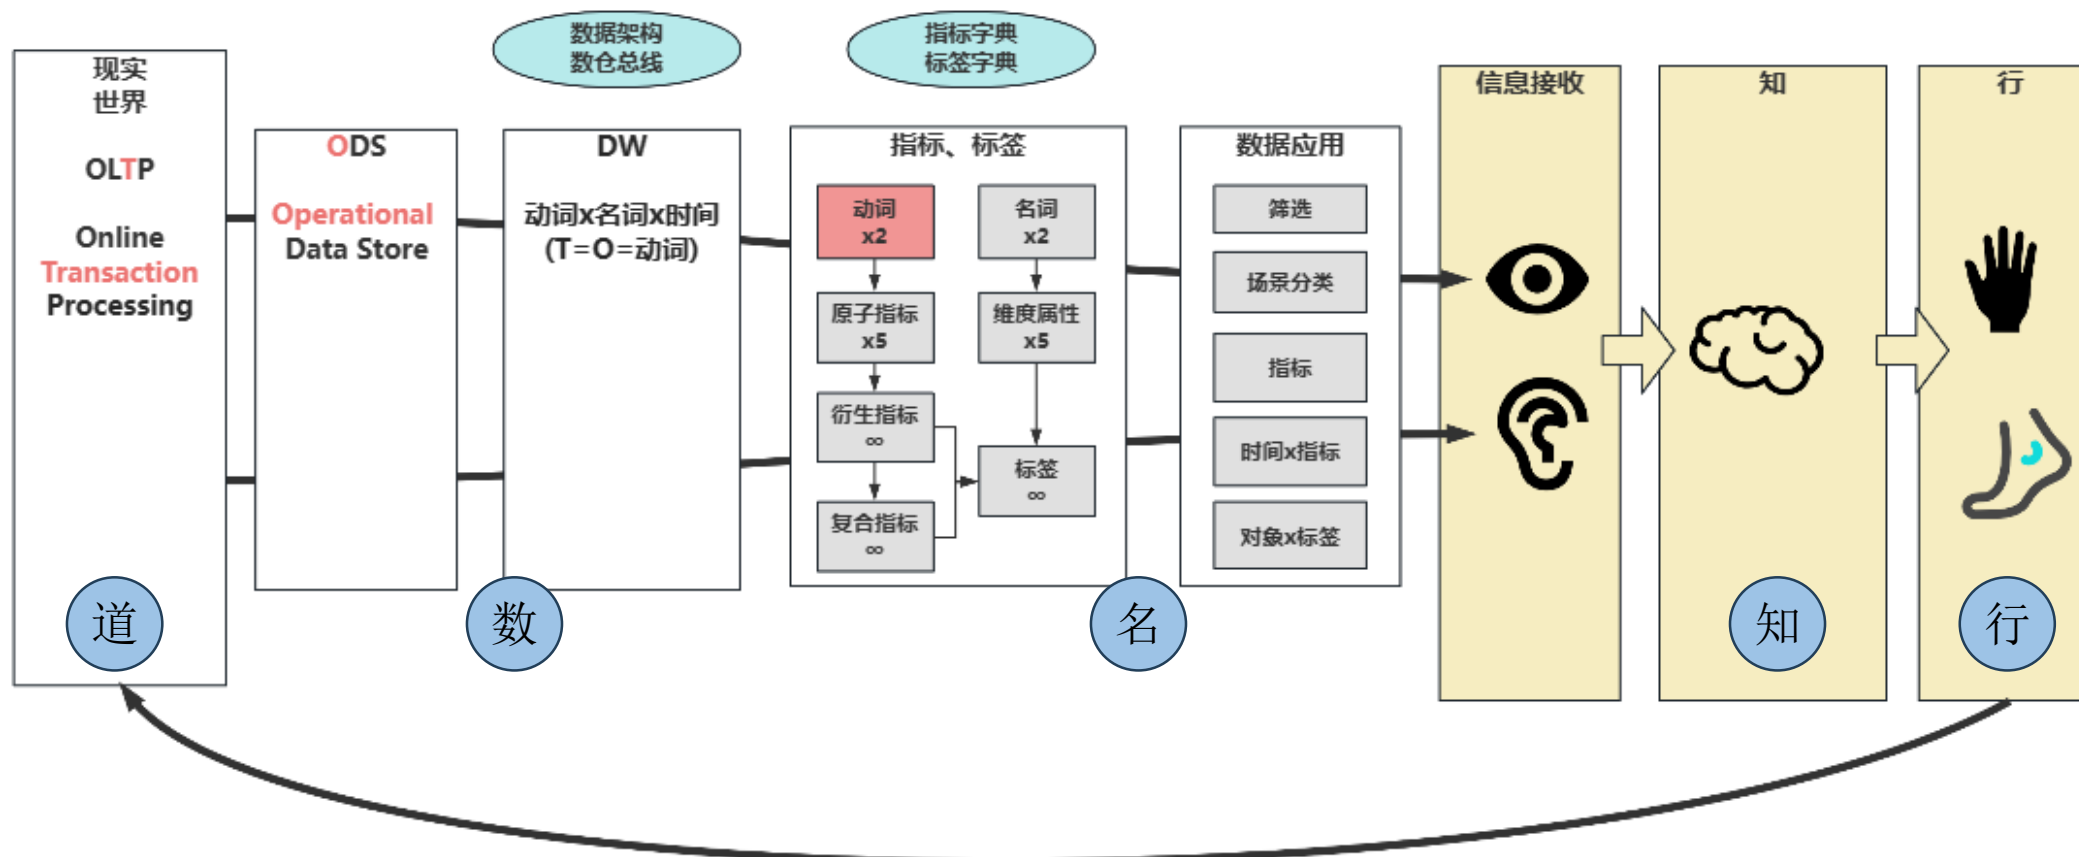 数据架构
数仓总线
指标字典
标签字典
现实
世界
OLTP
Online
Transaction
Processing
ODS
Operational
Data Store
DW
动词x名词x时间
(T=O=动词)
指标、标签
动词
x2
名词
x2
原子指标
x5
维度属性
x5
衍生指标
∞
标签
∞
复合指标
∞
数据应用
筛选
场景分类
指标
时间x指标
对象x标签
信息接收
知
行
道
数
名
知
行